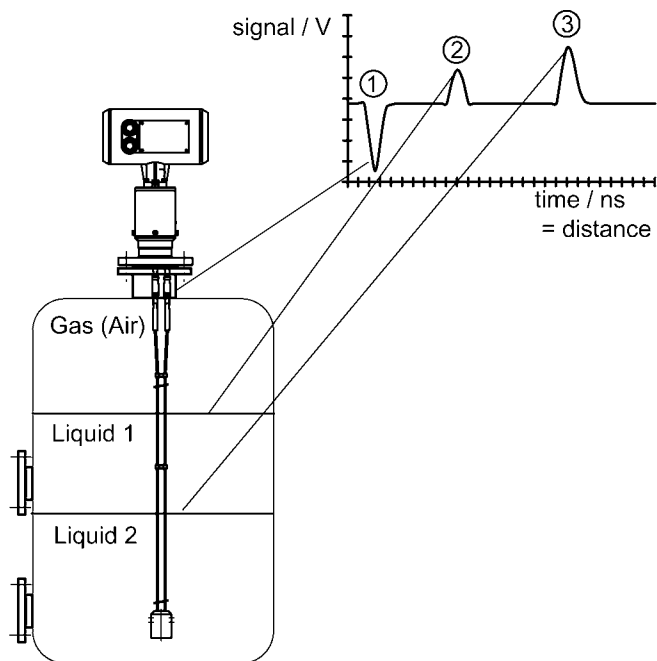 signal / V
1
2
3
time / ns
= distance
Gas (Air)
Liquid 1
Liquid 2